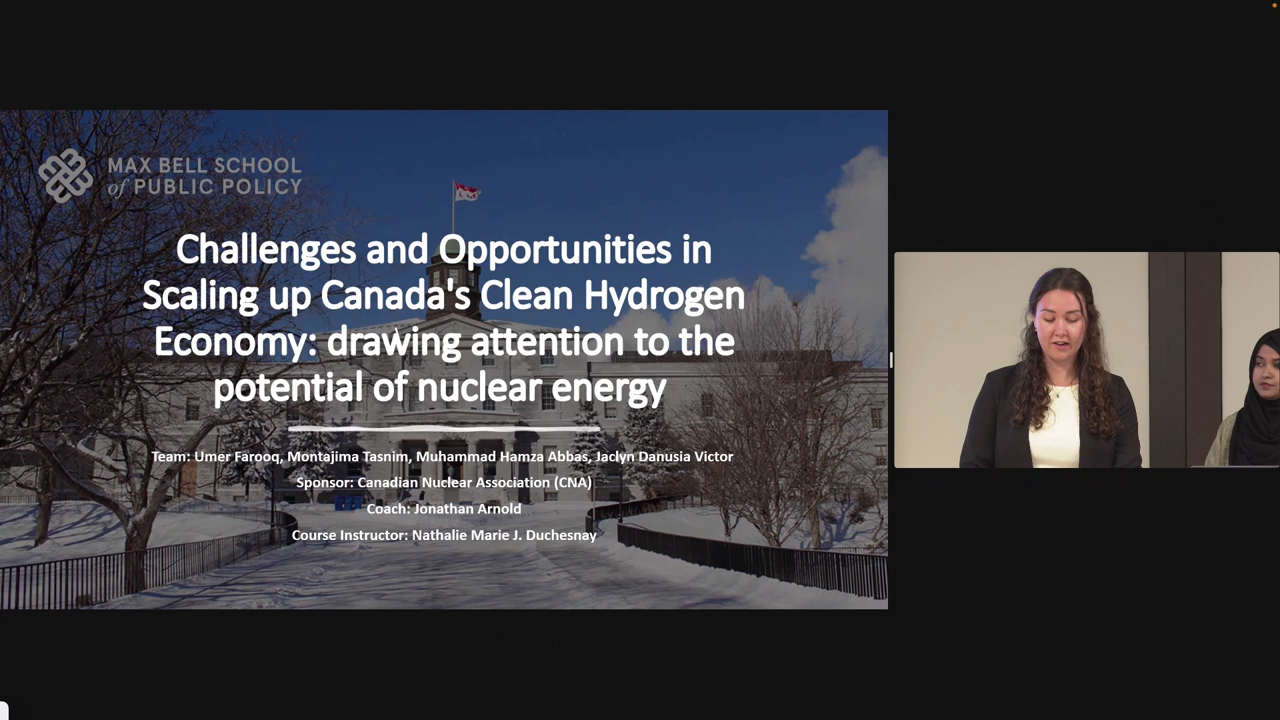 MAX BELL SCHOOL
of PUBLIC POLICY
Challenges and Opportunities in
Scaling up Canada's Clean Hydrogen
Economy: drawing attention to the
potential of nuclear energy
Team: Umer Farooq, Montajima Tasnim, Muhammad Hamza Abbas, Jaclyn Danusia Victor
Sponsor: Canadian Nuclear Association (CNA)
Coach: Jonathan Arnold
Course Instructor: Nathalie Marie J. Duchesnay